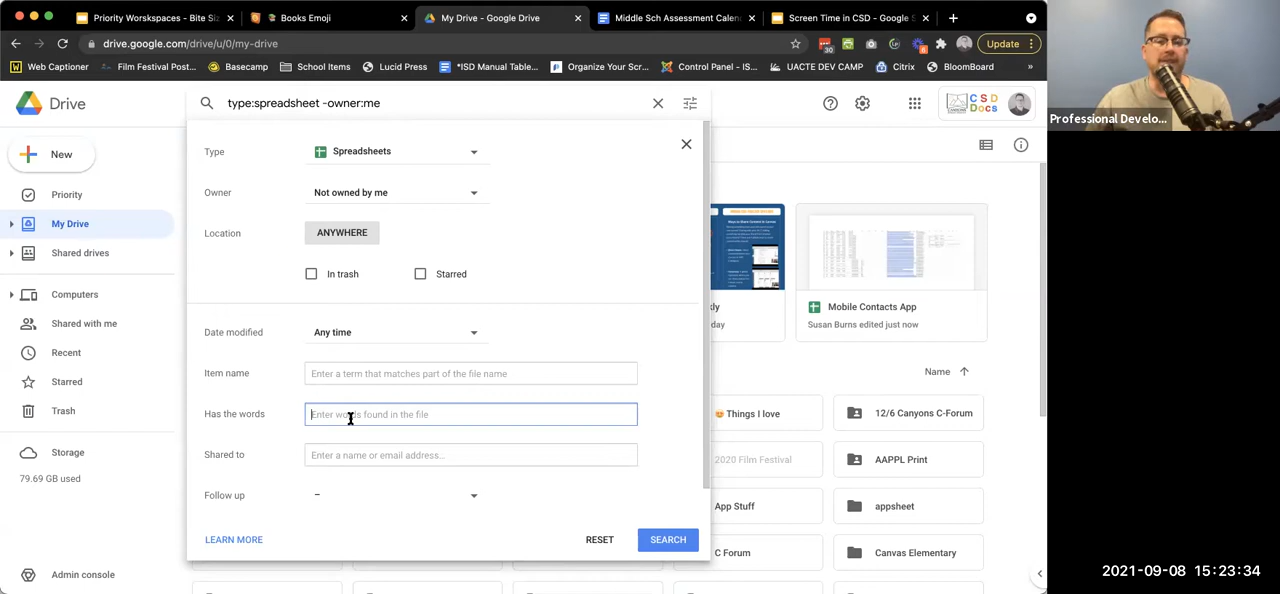 Priority Worskspaces - Bite Siz
Books Emoji
My Drive - Google Drive
Middle Sch Assessment Calen
Screen Time in CSD - Google S
drive.google.com/drive/u/0/my-drive
30
6
Update
Web Captioner
Film Festival Post...
Basecamp
School Items
Lucid Press
*ISD Manual Table...
Organize Your Scr...
Control Panel - IS...
UACTE DEV CAMP
Citrix
BloomBoard
»
Drive
type:spreadsheet -owner:me
C S D
Docs
Professional Develo...
New
Priority
My Drive
Shared drives
Computers
Shared with me
Recent
Starred
Trash
Storage
79.69 GB used
Admin console
Type
Spreadsheets
Owner
Not owned by me
Location
ANYWHERE
In trash
Starred
Date modified
Any time
Item name
Enter a term that matches part of the file name
Has the words
Enter words found in the file
Shared to
Enter a name or email address...
Follow up
–
LEARN MORE
RESET
SEARCH
kly
day
Mobile Contacts App
Susan Burns edited just now
Name
Things I love
12/6 Canyons C-Forum
2020 Film Festival
AAPPL Print
App Stuff
appsheet
C Forum
Canvas Elementary
2021-09-08 15:23:34